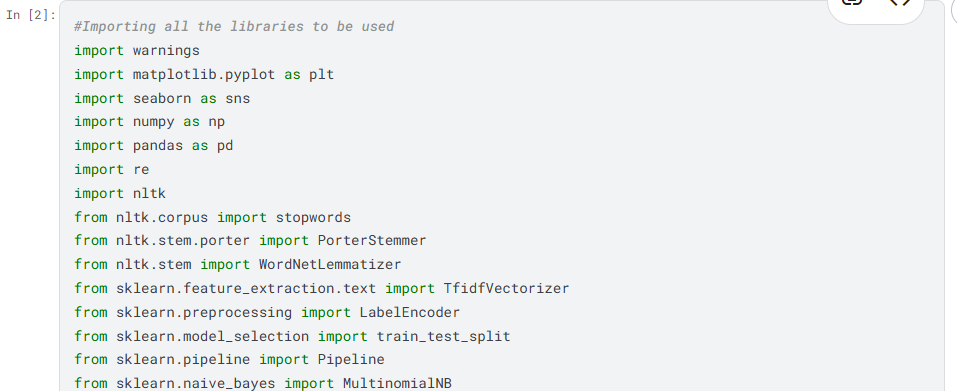 In [2]:
#Importing all the libraries to be used
import warnings
import matplotlib.pyplot as plt
import seaborn as sns
import numpy as np
import pandas as pd
import re
import nltk
from nltk.corpus import stopwords
from nltk.stem.porter import PorterStemmer
from nltk.stem import WordNetLemmatizer
from sklearn.feature_extraction.text import TfidfVectorizer
from sklearn.preprocessing import LabelEncoder
from sklearn.model_selection import train_test_split
from sklearn.pipeline import Pipeline
from sklearn.naive_bayes import MultinomialNB